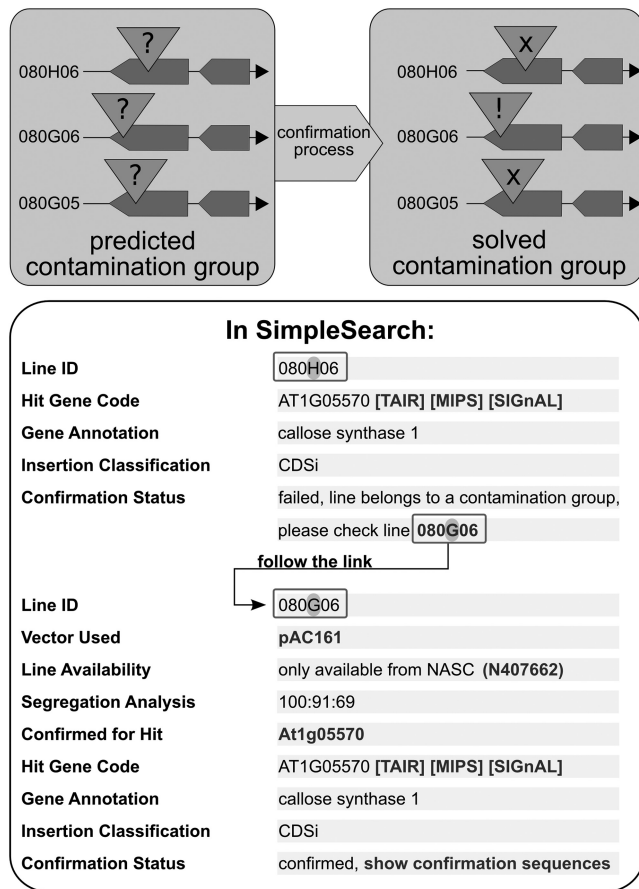 ?
080H06
?
080G06
?
080G05
predicted
contamination group
confirmation
process
X
080H06
!
080G06
X
080G05
solved
contamination group
In SimpleSearch:
Line ID 080H06
Hit Gene Code AT1G05570 [TAIR] [MIPS] [SIGnAL]
Gene Annotation callose synthase 1
Insertion Classification CDSi
Confirmation Status failed, line belongs to a contamination group,
please check line 080G06
follow the link
Line ID 080G06
Vector Used pAC161
Line Availability only available from NASC (N407662)
Segregation Analysis 100:91:69
Confirmed for Hit At1g05570
Hit Gene Code AT1G05570 [TAIR] [MIPS] [SIGnAL]
Gene Annotation callose synthase 1
Insertion Classification CDSi
Confirmation Status confirmed, show confirmation sequences